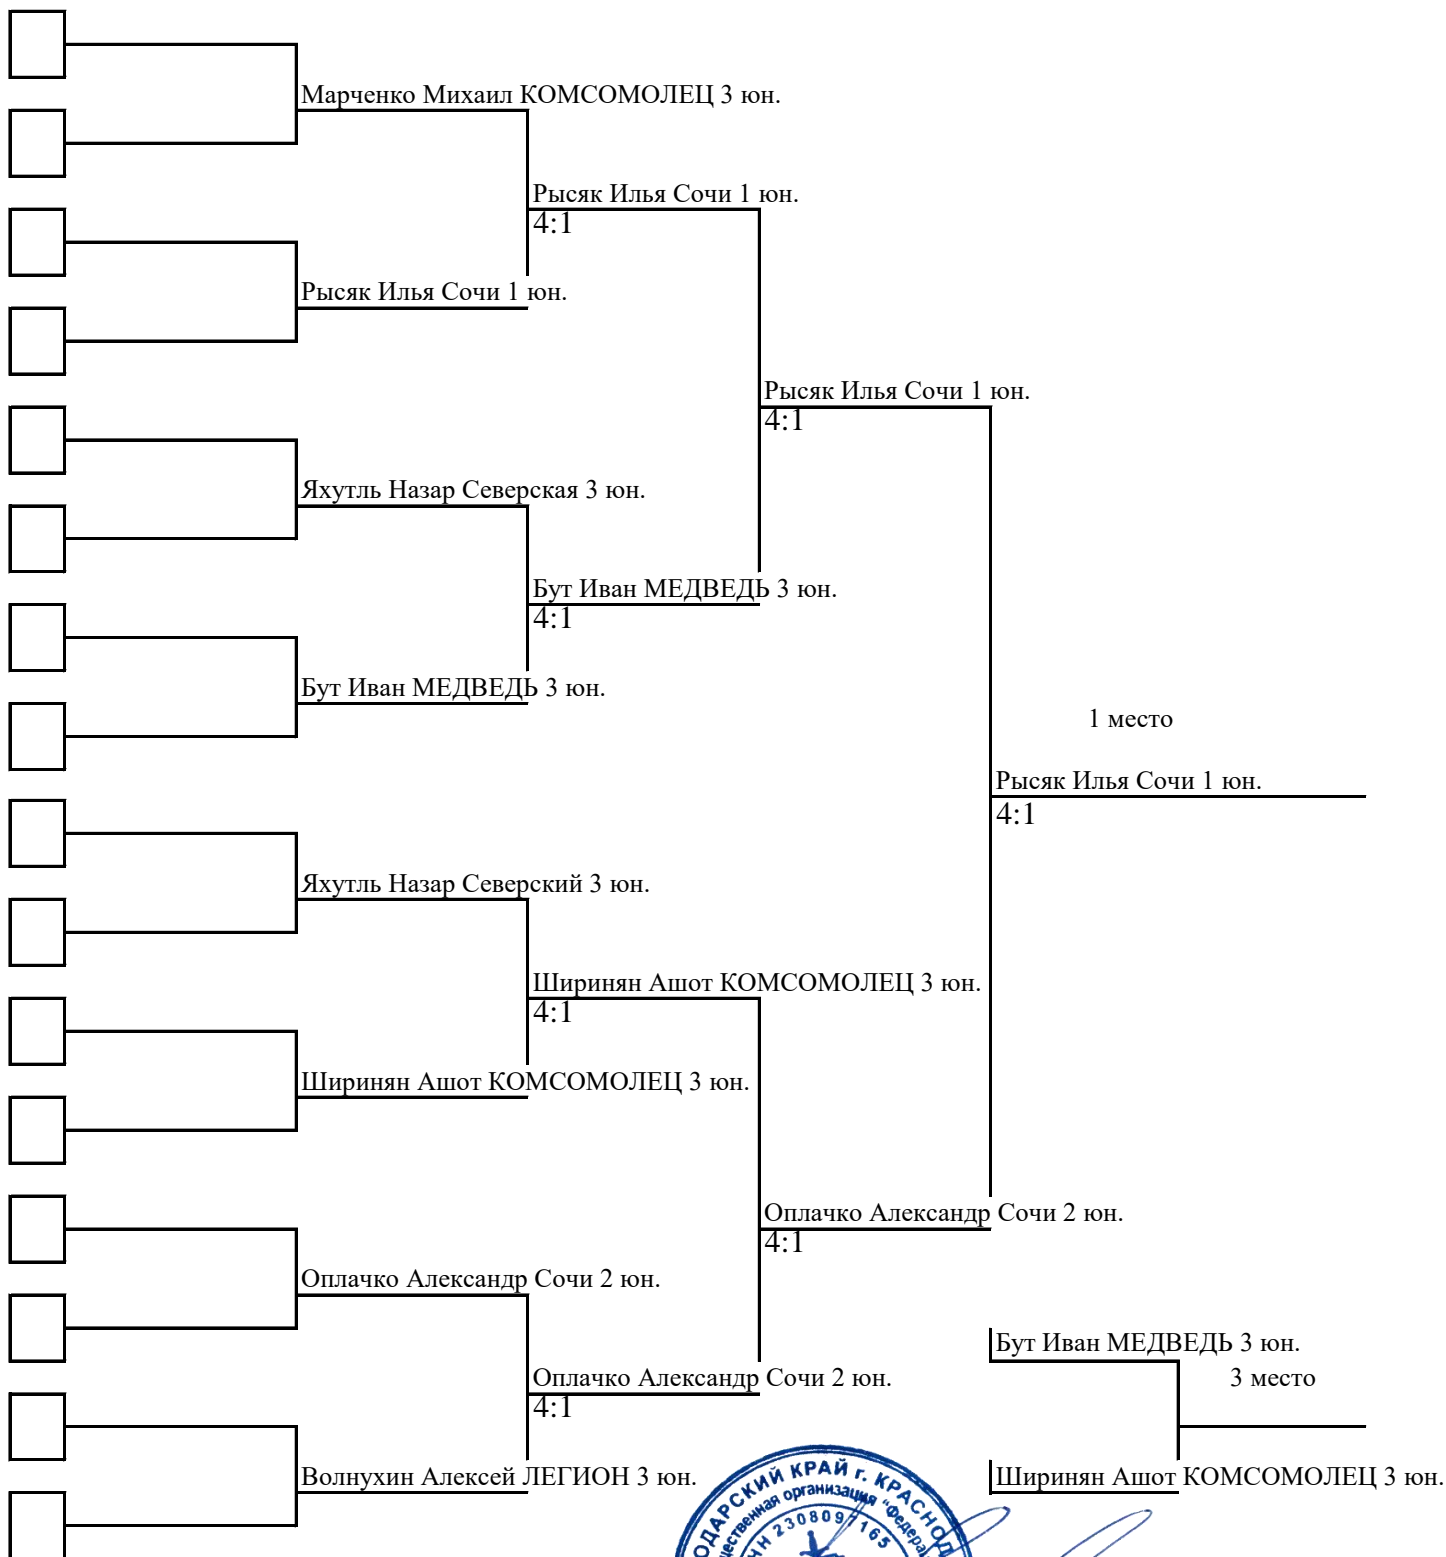 Марченко Михаил КОМСОМОЛЕЦ 3 юн.
Рысяк Илья Сочи 1 юн.
4:1
Рысяк Илья Сочи 1 юн.
Рысяк Илья Сочи 1 юн.
4:1
Яхутль Назар Северская 3 юн.
Бут Иван МЕДВЕДЬ 3 юн.
4:1
Бут Иван МЕДВЕДЬ 3 юн.
1 место
Рысяк Илья Сочи 1 юн.
4:1
Яхутль Назар Северский 3 юн.
Ширинян Ашот КОМСОМОЛЕЦ 3 юн.
4:1
Ширинян Ашот КОМСОМОЛЕЦ 3 юн.
Оплачко Александр Сочи 2 юн.
4:1
Оплачко Александр Сочи 2 юн.
Бут Иван МЕДВЕДЬ 3 юн.
Оплачко Александр Сочи 2 юн.
3 место
4:1
Волнухин Алексей ЛЕГИОН 3 юн.
Ширинян Ашот КОМСОМОЛЕЦ 3 юн.
КРАЙ г.
организация
2308097165